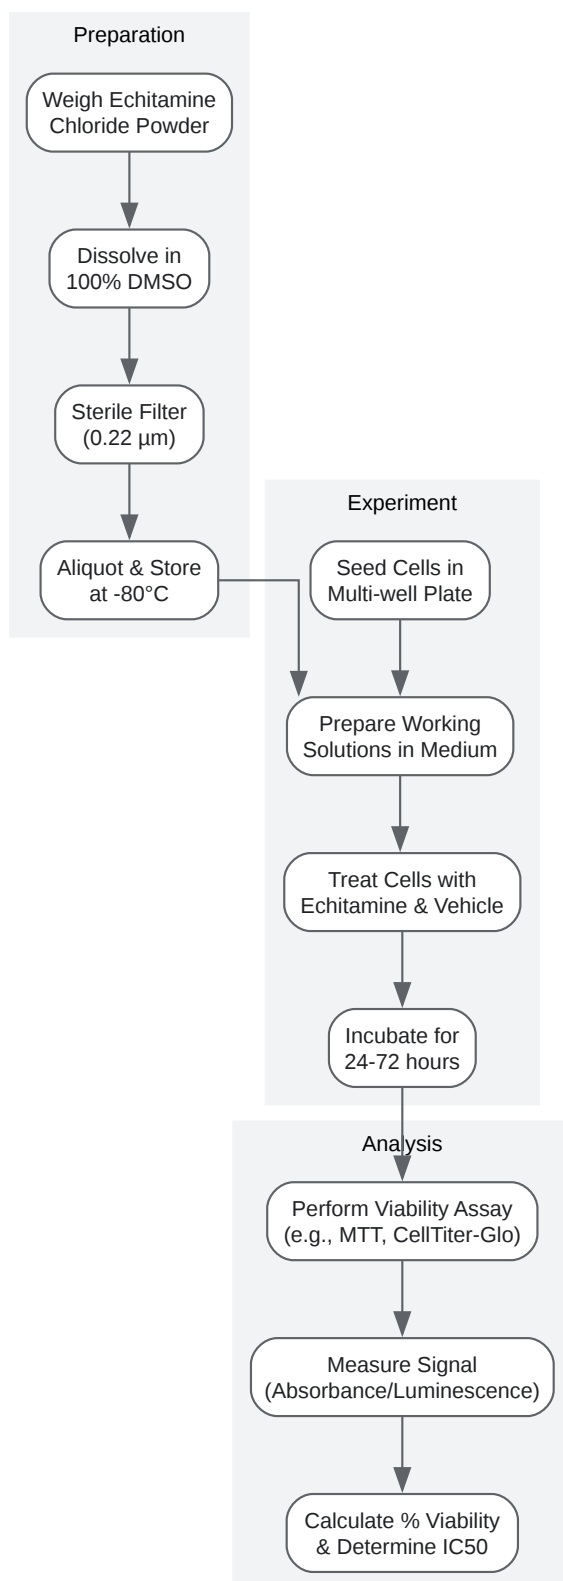 Preparation
Weigh Echitamine
Chloride Powder
Dissolve in
100% DMSO
Sterile Filter
(0.22 µm)
Aliquot & Store
at -80°C
Experiment
Seed Cells in
Multi-well Plate
Prepare Working
Solutions in Medium
Treat Cells with
Echitamine & Vehicle
Incubate for
24-72 hours
Analysis
Perform Viability Assay
(e.g., MTT, CellTiter-Glo)
Measure Signal
(Absorbance/Luminescence)
Calculate % Viability
& Determine IC50